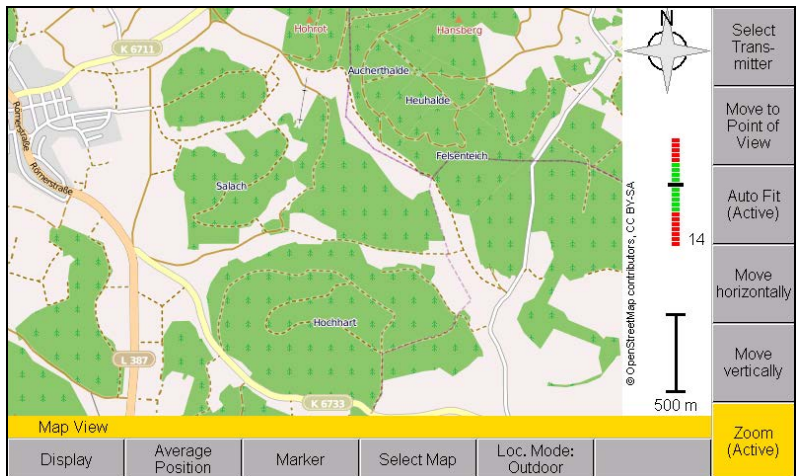 Hohrot
Hansberg
K 6711
Aucherthalde
Heuhalde
Felsenteich
Römerstraße
Römerstraße
Salach
Hochhart
L 387
K 6733
N
14
© OpenStreetMap contributors, CC BY-SA
500 m
Select
Trans-
mitter
Move to
Point of
View
Auto Fit
(Active)
Move
horizontally
Move
vertically
Zoom
(Active)
Map View
Display
Average
Position
Marker
Select Map
Loc. Mode:
Outdoor